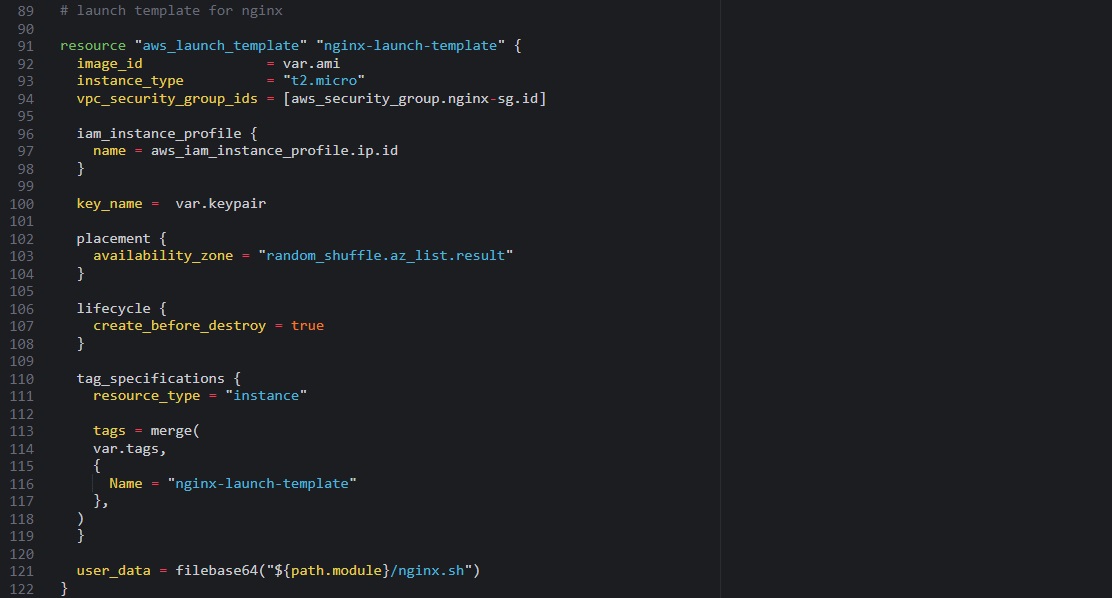 89 # launch template for nginx
90
91 resource "aws_launch_template" "nginx-launch-template" {
92   image_id               = var.ami
93   instance_type          = "t2.micro"
94   vpc_security_group_ids = [aws_security_group.nginx-sg.id]
95
96   iam_instance_profile {
97     name = aws_iam_instance_profile.ip.id
98   }
99
100   key_name =  var.keypair
101
102   placement {
103     availability_zone = "random_shuffle.az_list.result"
104   }
105
106   lifecycle {
107     create_before_destroy = true
108   }
109
110   tag_specifications {
111     resource_type = "instance"
112
113     tags = merge(
114     var.tags,
115     {
116       Name = "nginx-launch-template"
117     },
118   )
119   }
120
121   user_data = filebase64("${path.module}/nginx.sh")
122 }